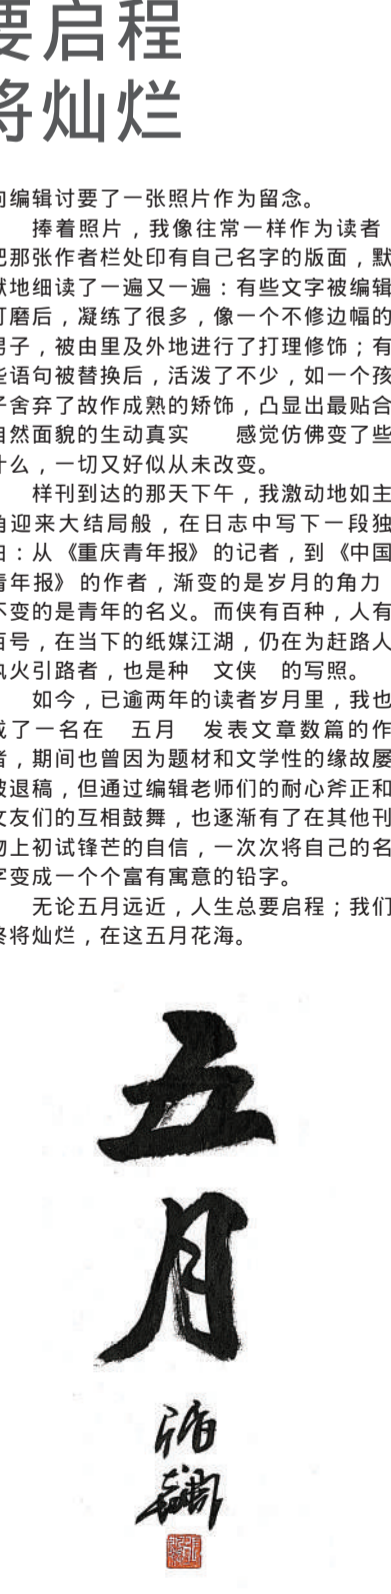 要启程
将灿烂
向编辑讨要了一张照片作为留念。
捧着照片，我像往常一样作为读者
把那张作者栏处印有自己名字的版面，默
默地细读了一遍又一遍：有些文字被编辑
打磨后，凝练了很多，像一个不修边幅的
男子，被由里及外地进行了打理修饰；有
些语句被替换后，活泼了不少，如一个孩
子舍弃了故作成熟的矫饰，凸显出最贴合
自然面貌的生动真实　　感觉仿佛变了些
什么，一切又好似从未改变。
样刊到达的那天下午，我激动地如主
角迎来大结局般，在日志中写下一段独
白：从《重庆青年报》的记者，到《中国
青年报》的作者，渐变的是岁月的角力
不变的是青年的名义。而侠有百种，人有
百号，在当下的纸媒江湖，仍在为赶路人
执火引路者，也是种　文侠　的写照。
如今，已逾两年的读者岁月里，我也
成了一名在　五月　发表文章数篇的作
者，期间也曾因为题材和文学性的缘故屡
被退稿，但通过编辑老师们的耐心斧正和
文友们的互相鼓舞，也逐渐有了在其他刊
物上初试锋芒的自信，一次次将自己的名
字变成一个个富有寓意的铅字。
无论五月远近，人生总要启程；我们
终将灿烂，在这五月花海。
五
月